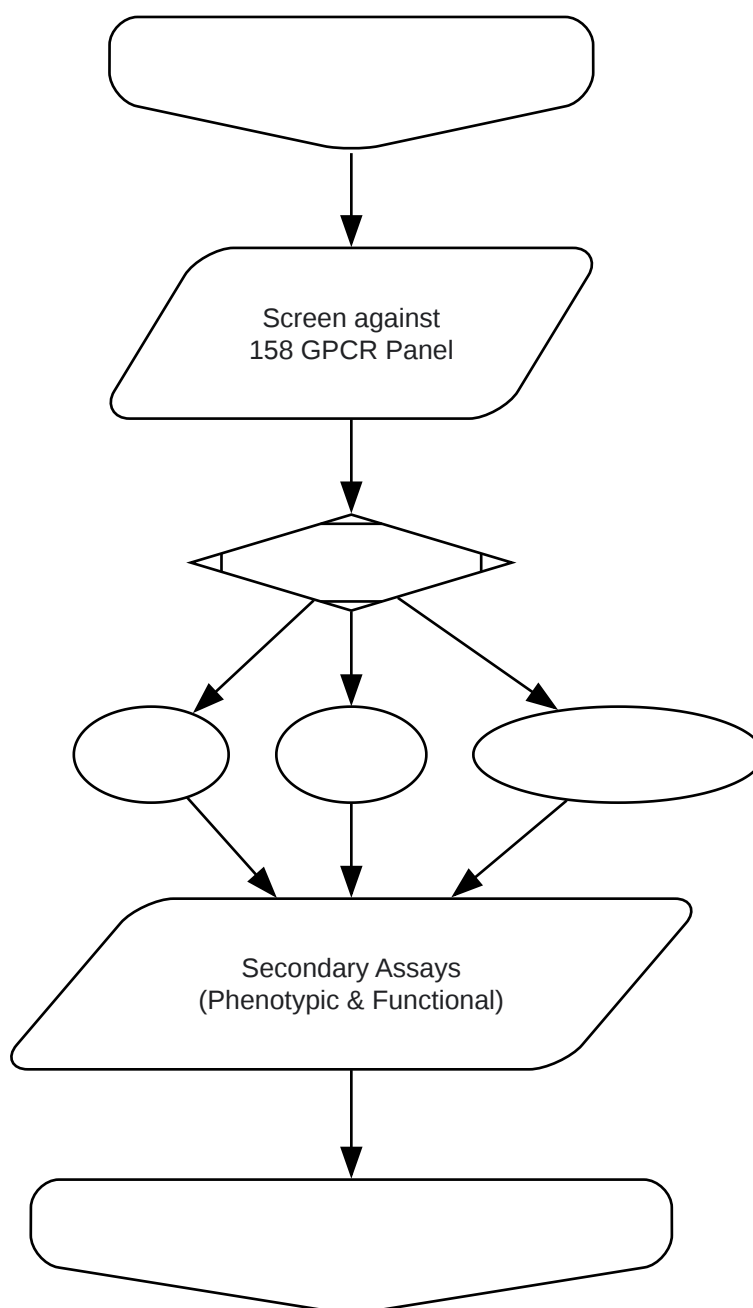 Screen against
158 GPCR Panel
Secondary Assays
(Phenotypic & Functional)